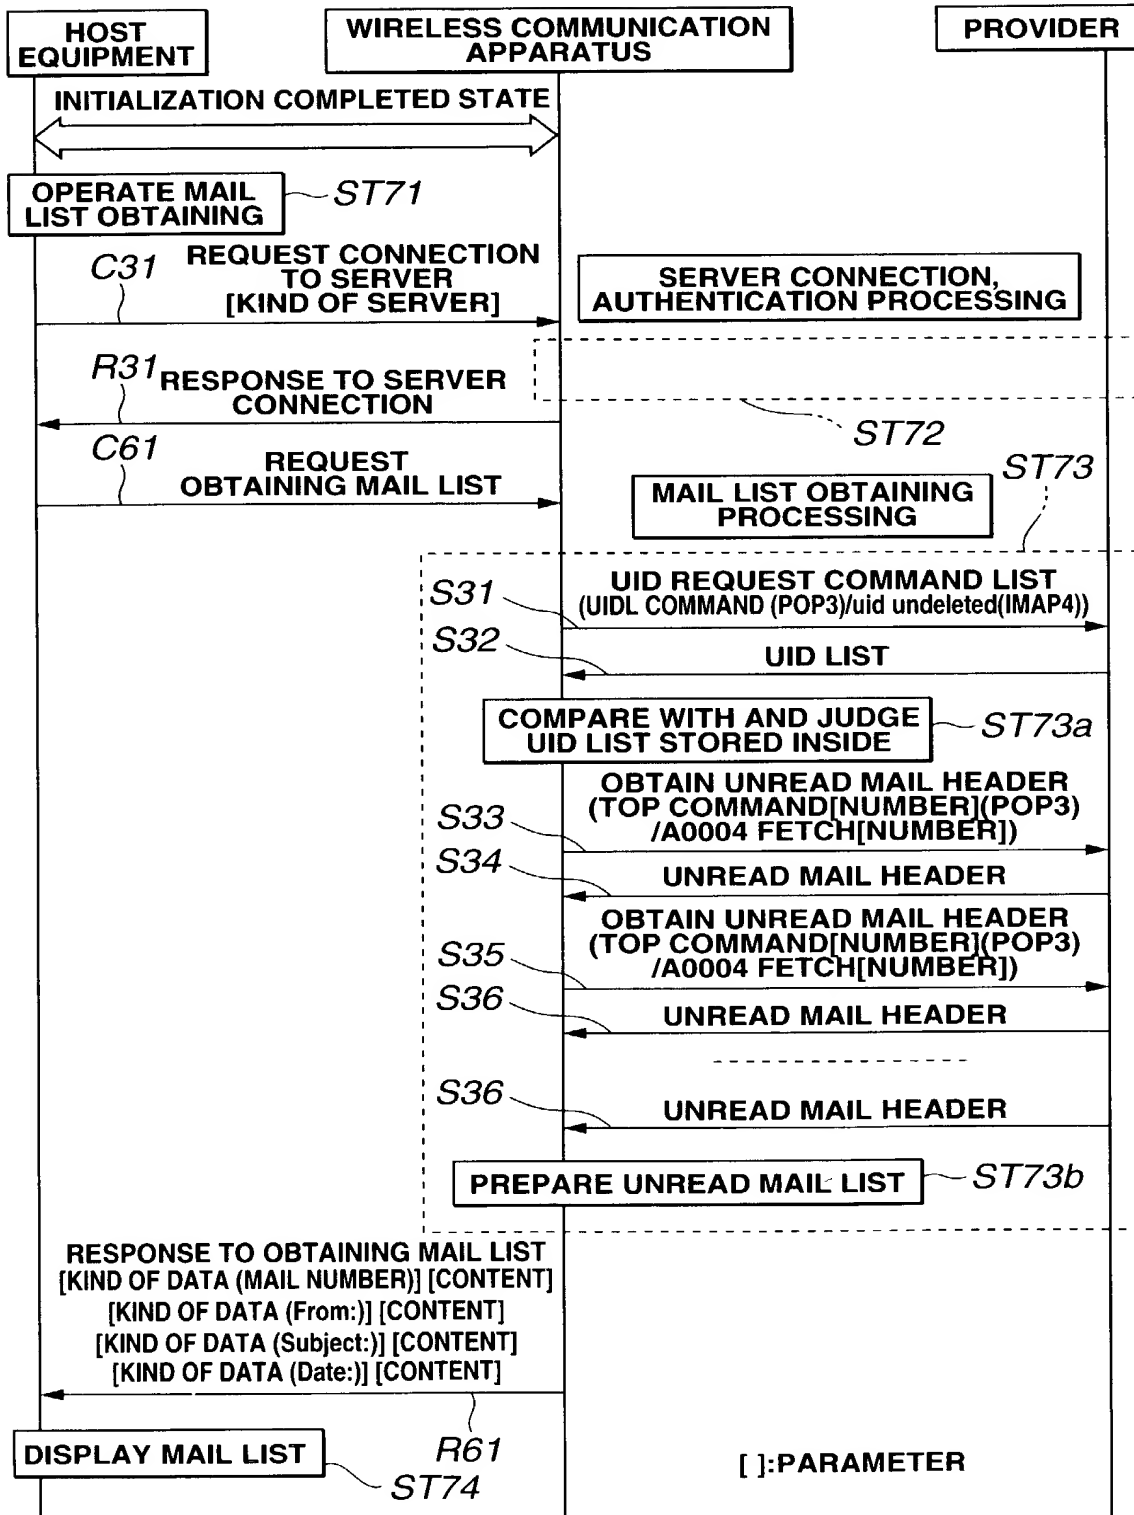 HOST
EQUIPMENT
WIRELESS COMMUNICATION
APPARATUS
PROVIDER
INITIALIZATION COMPLETED STATE
OPERATE MAIL
LIST OBTAINING
ST71
C31
REQUEST CONNECTION
TO SERVER
[KIND OF SERVER]
SERVER CONNECTION,
AUTHENTICATION PROCESSING
R31
RESPONSE TO SERVER
CONNECTION
ST72
C61
REQUEST
OBTAINING MAIL LIST
ST73
MAIL LIST OBTAINING
PROCESSING
S31
UID REQUEST COMMAND LIST
(UIDL COMMAND (POP3)/uid undeleted(IMAP4))
S32
UID LIST
COMPARE WITH AND JUDGE
UID LIST STORED INSIDE
ST73a
OBTAIN UNREAD MAIL HEADER
(TOP COMMAND[NUMBER](POP3)
/A0004 FETCH[NUMBER])
S33
S34
UNREAD MAIL HEADER
OBTAIN UNREAD MAIL HEADER
(TOP COMMAND[NUMBER](POP3)
/A0004 FETCH[NUMBER])
S35
S36
UNREAD MAIL HEADER
S36
UNREAD MAIL HEADER
PREPARE UNREAD MAIL LIST
ST73b
RESPONSE TO OBTAINING MAIL LIST
[KIND OF DATA (MAIL NUMBER)] [CONTENT]
[KIND OF DATA (From:)] [CONTENT]
[KIND OF DATA (Subject:)] [CONTENT]
[KIND OF DATA (Date:)] [CONTENT]
R61
DISPLAY MAIL LIST
ST74
[ ]:PARAMETER